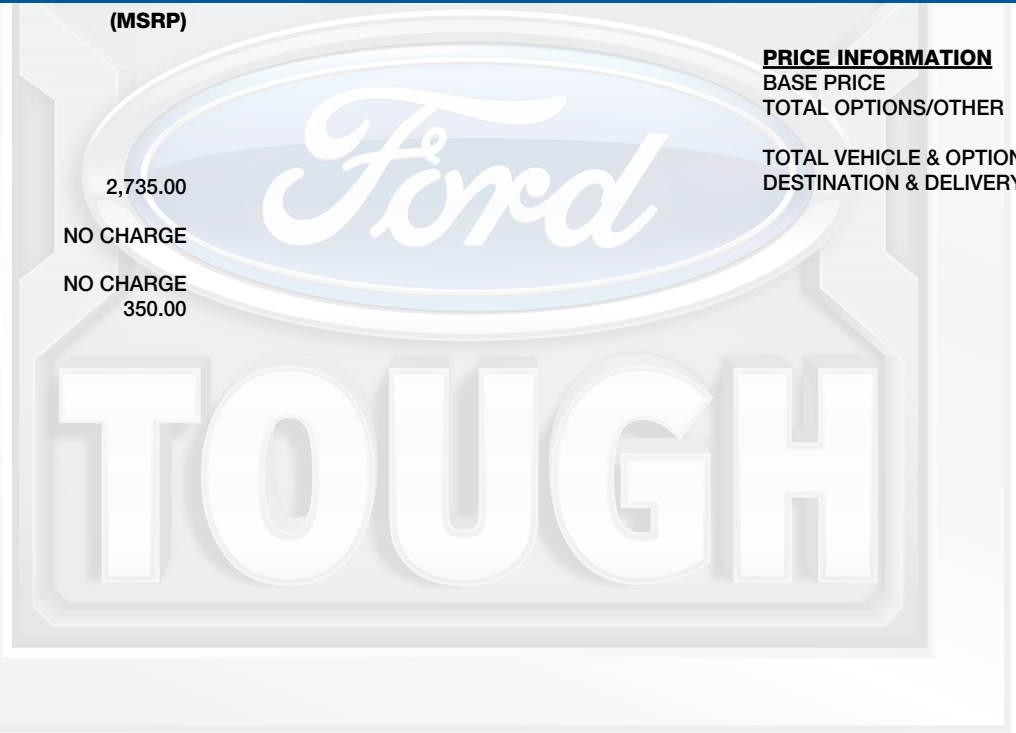 (MSRP)
2,735.00
NO CHARGE
NO CHARGE
350.00
PRICE INFORMATION
BASE PRICE
TOTAL OPTIONS/OTHER
TOTAL VEHICLE & OPTION
DESTINATION & DELIVERY
Ford
TOUGH